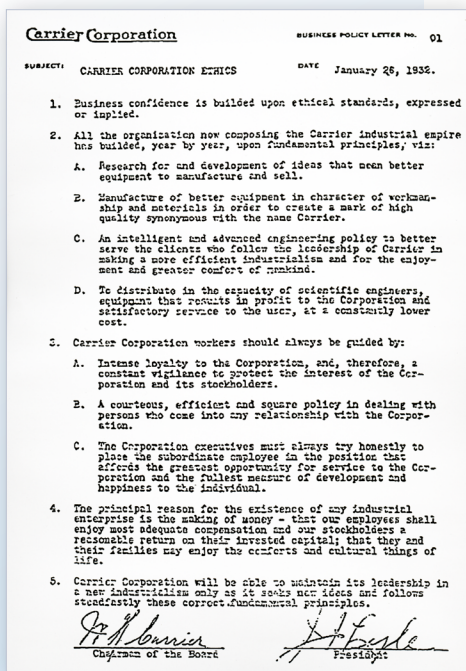 Carrier Corporation
BUSINESS POLICY LETTER No. 01
SUBJECT: CARRIER CORPORATION ETHICS DATE January 26, 1932.
1. Business confidence is builded upon ethical standards, expressed
or implied.
2. All the organization now composing the Carrier industrial empire
has builded, year by year, upon fundamental principles, viz:
A. Research for and development of ideas that mean better
equipment to manufacture and sell.
B. Manufacture of better equipment in character of workman-
ship and materials in order to create a mark of high
quality synonymous with the name Carrier.
C. An intelligent and advanced engineering policy to better
serve the clients who follow the leadership of Carrier in
making a more efficient industrialism and for the enjoy-
ment and greater comfort of mankind.
D. To distribute in the capacity of scientific engineers,
equipment that results in profit to the Corporation and
satisfactory service to the user, at a constantly lower
cost.
3. Carrier Corporation workers should always be guided by:
A. Intense loyalty to the Corporation, and, therefore, a
constant vigilance to protect the interest of the Cor-
poration and its stockholders.
B. A courteous, efficient and square policy in dealing with
persons who come into any relationship with the Corpor-
ation.
C. The Corporation executives must always try honestly to
place the subordinate employee in the position that
affords the greatest opportunity for service to the Cor-
poration and the fullest measure of development and
happiness to the individual.
4. The principal reason for the existence of any industrial
enterprise is the making of money - that our employees shall
enjoy most adequate compensation and our stockholders a
reasonable return on their invested capital; that they and
their families may enjoy the comforts and cultural things of
life.
5. Carrier Corporation will be able to maintain its leadership in
a new industrialism only as it seeks new ideas and follows
steadfastly these correct fundamental principles.
W H Carrier
Chairman of the Board President